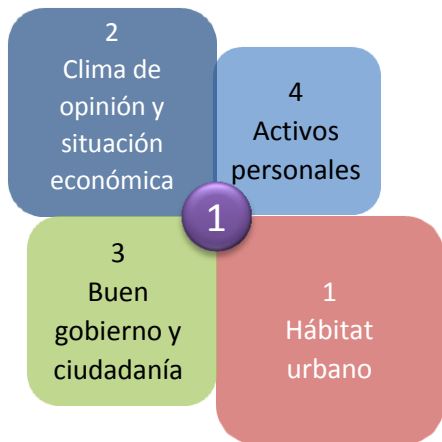 2
Clima de
opinión y
situación
económica
4
Activos
personales
1
3
Buen
gobierno y
ciudadanía
1
Hábitat
urbano